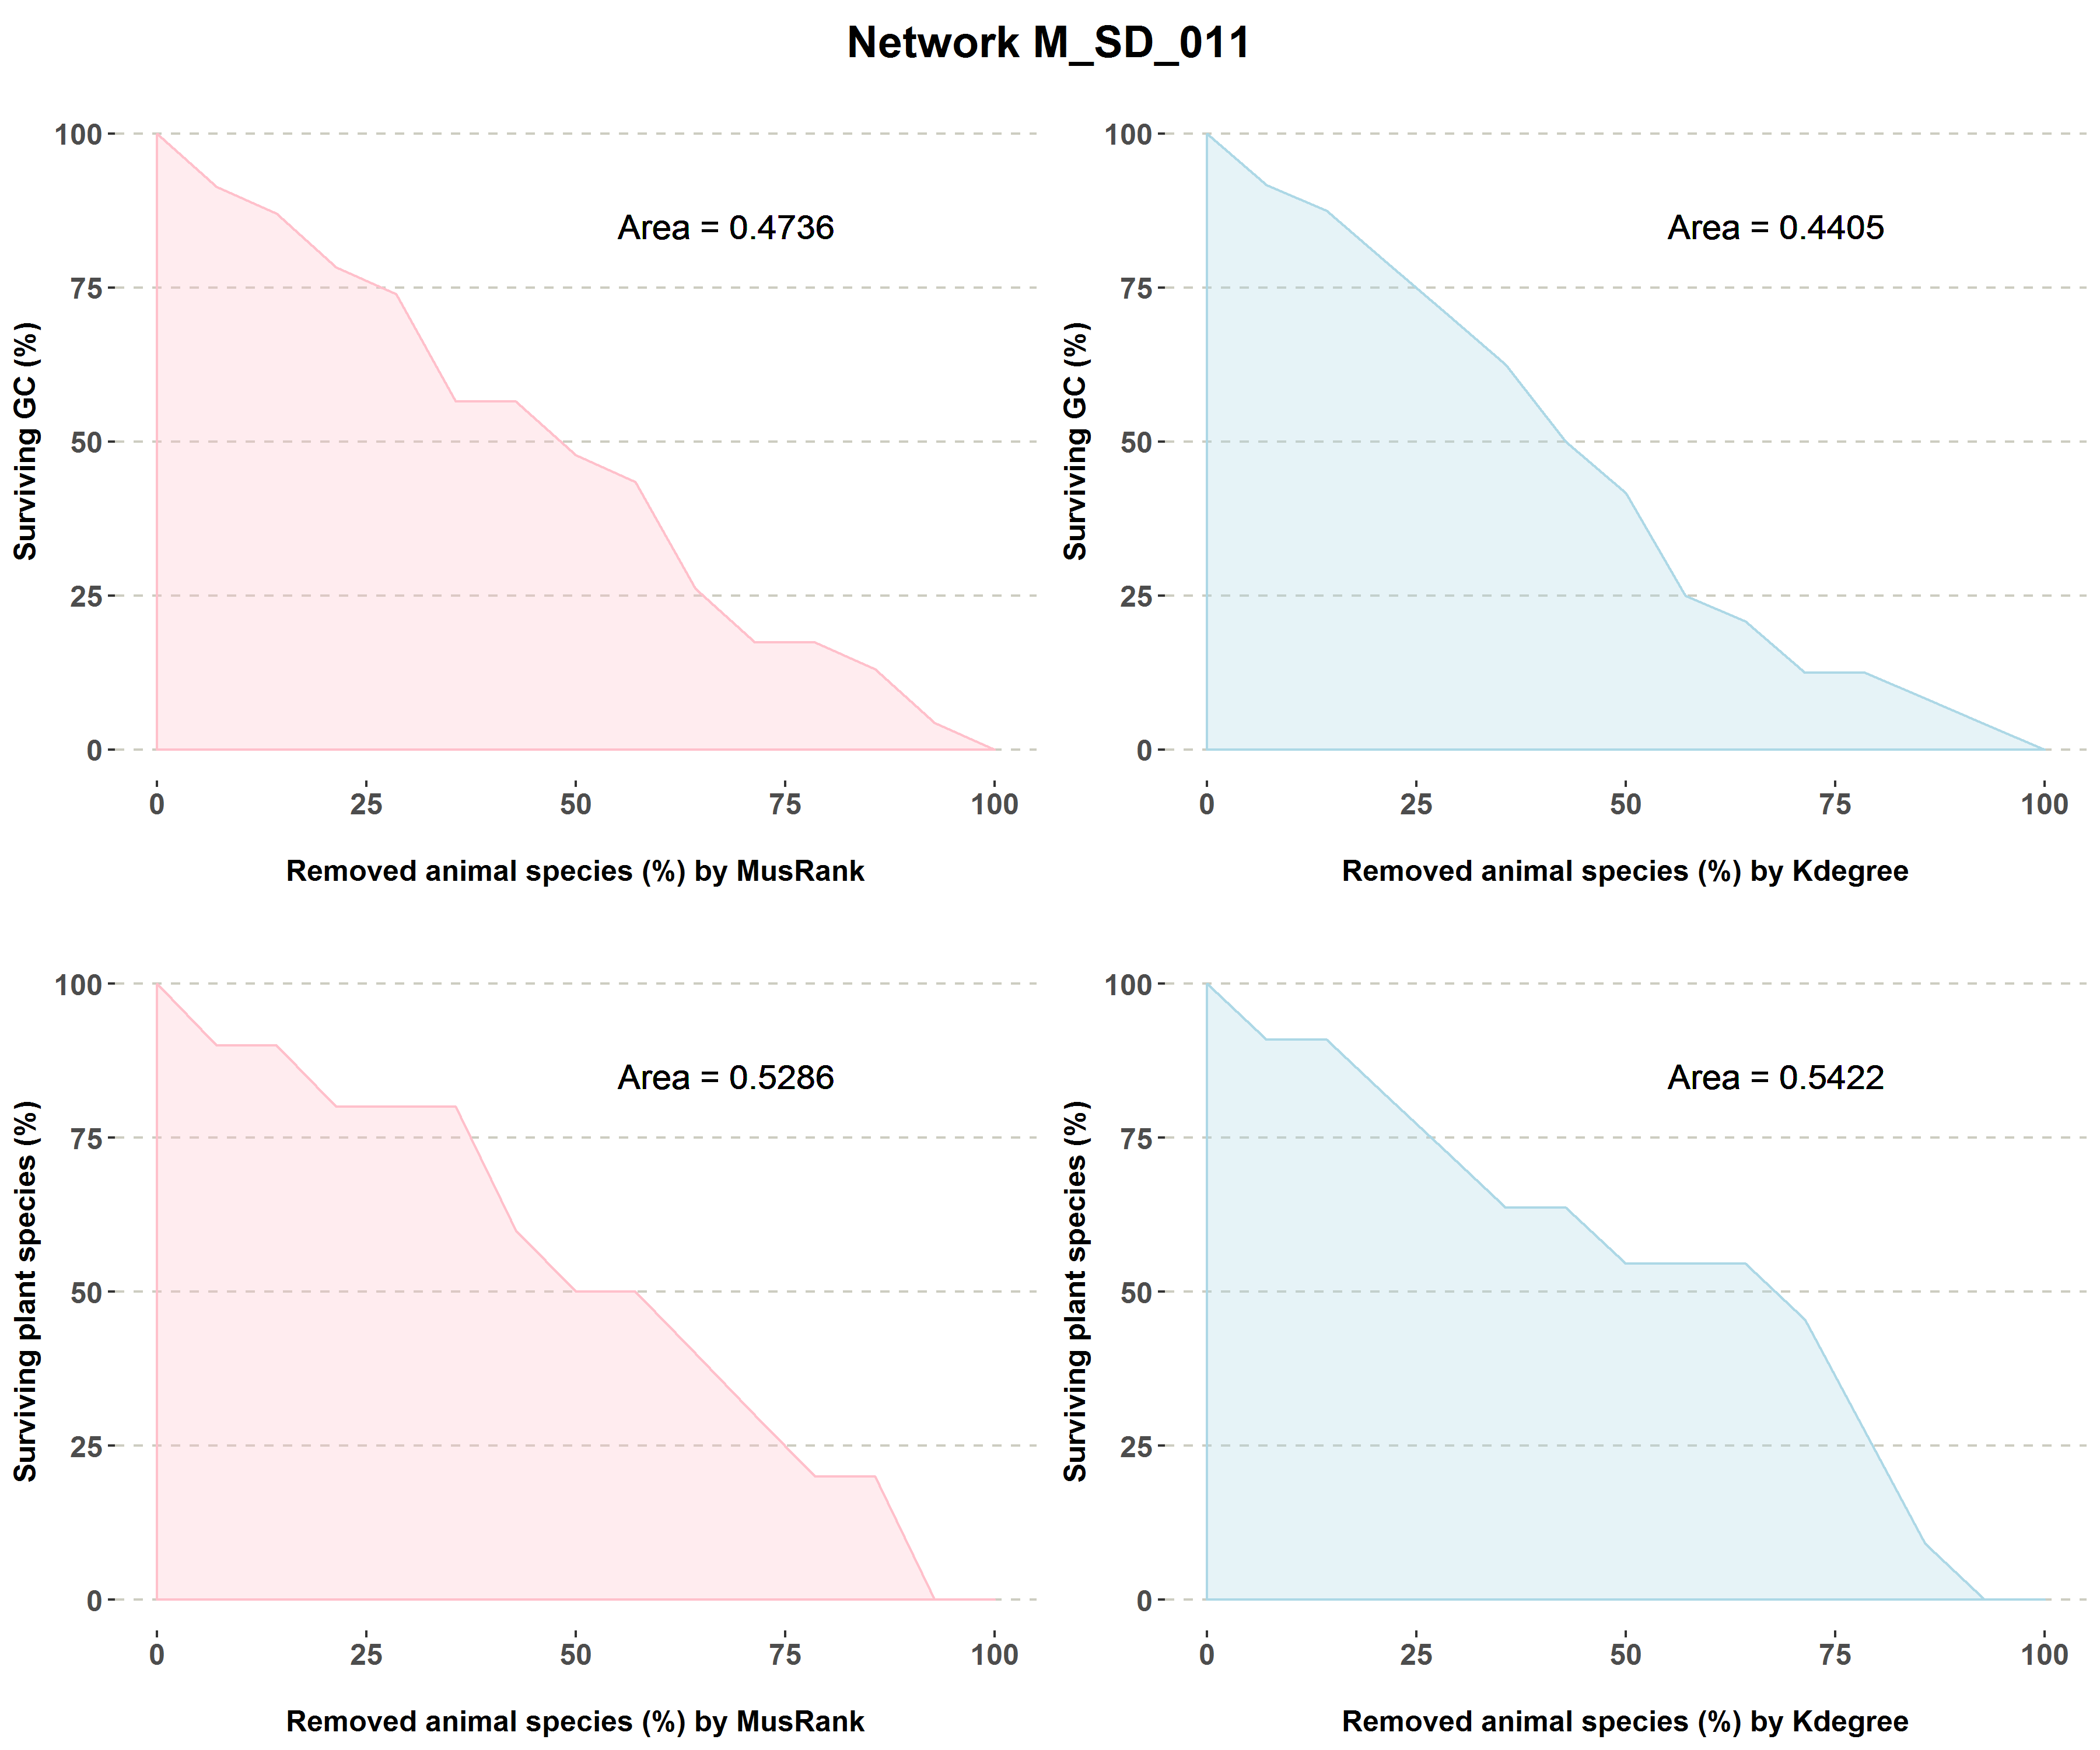 Network M_SD_011
100
75
50
25
0
Surviving GC (%)
Area = 0.4736
0 25 50 75 100
Removed animal species (%) by MusRank
100
75
50
25
0
Surviving GC (%)
Area = 0.4405
0 25 50 75 100
Removed animal species (%) by Kdegree
100
75
50
25
0
Surviving plant species (%)
Area = 0.5286
0 25 50 75 100
Removed animal species (%) by MusRank
100
75
50
25
0
Surviving plant species (%)
Area = 0.5422
0 25 50 75 100
Removed animal species (%) by Kdegree